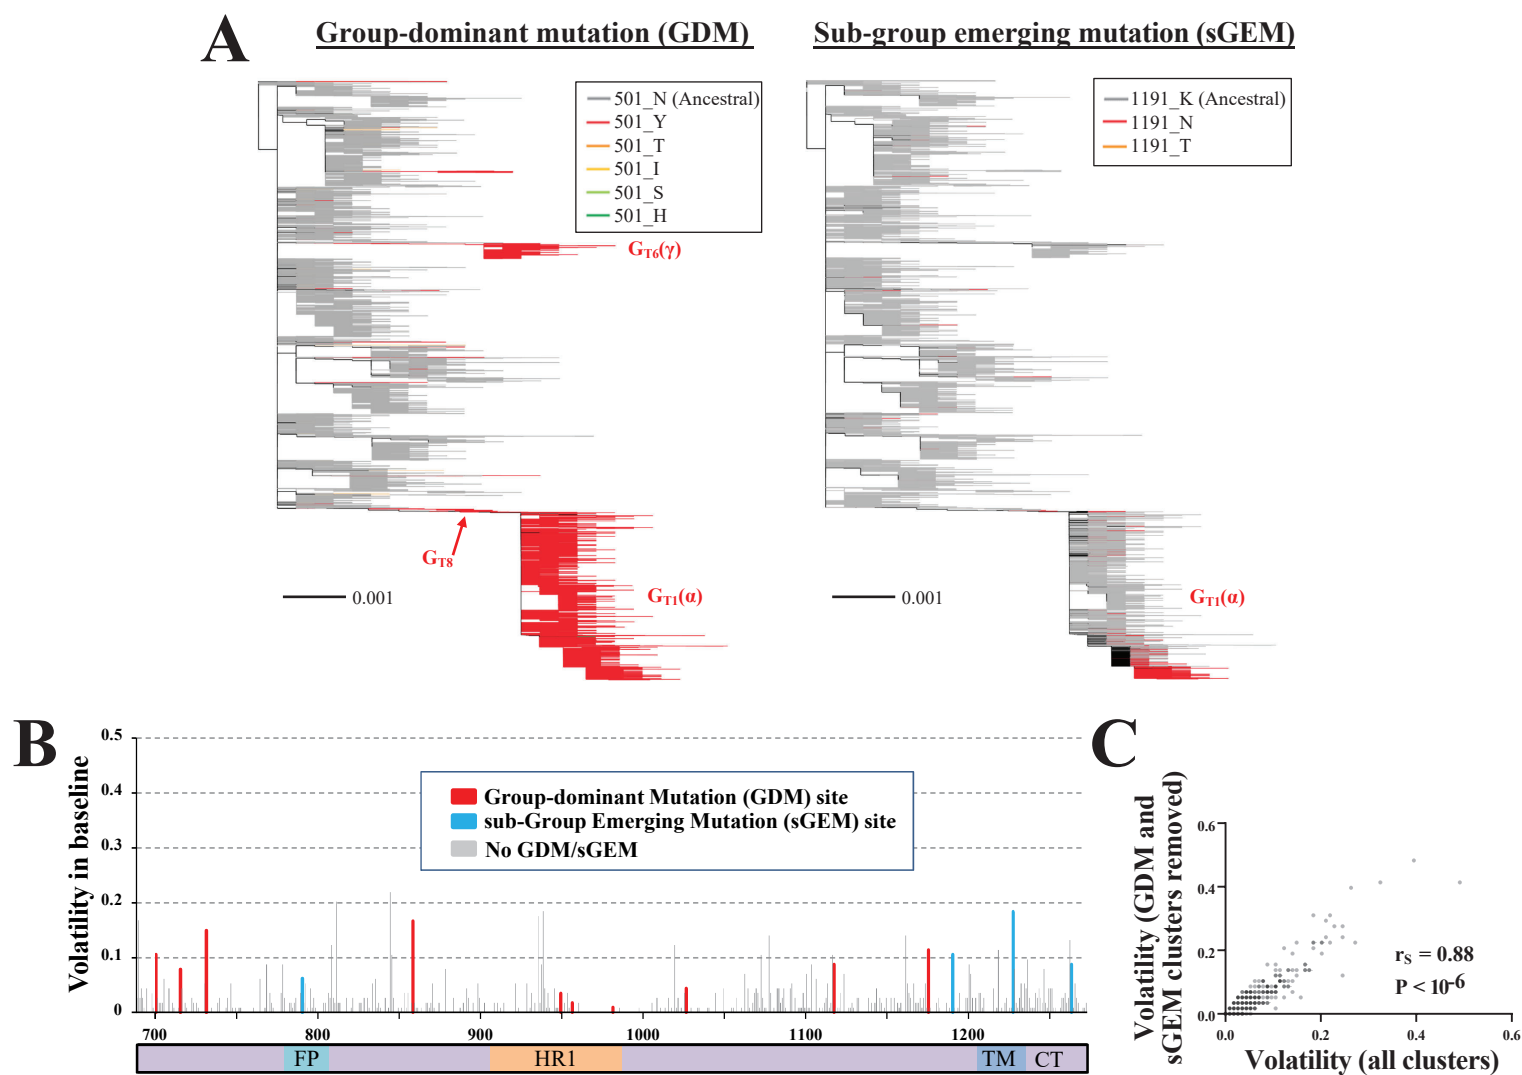 A
Group-dominant mutation (GDM)
Sub-group emerging mutation (sGEM)
501_N (Ancestral)
501_Y
501_T
501_I
501_S
501_H
1191_K (Ancestral)
1191_N
1191_T
GT6(γ)
GT8
GT1(α)
0.001
0.001
GT1(α)
B
Volatility in baseline
0.5
0.4
0.3
0.2
0.1
0
Group-dominant Mutation (GDM) site
sub-Group Emerging Mutation (sGEM) site
No GDM/sGEM
700 800 900 1000 1100 1200
FP HR1 TM CT
C
Volatility (GDM and
sGEM clusters removed)
0.6
0.4
0.2
0.0
rS = 0.88
P < 10-6
0.0 0.2 0.4 0.6
Volatility (all clusters)